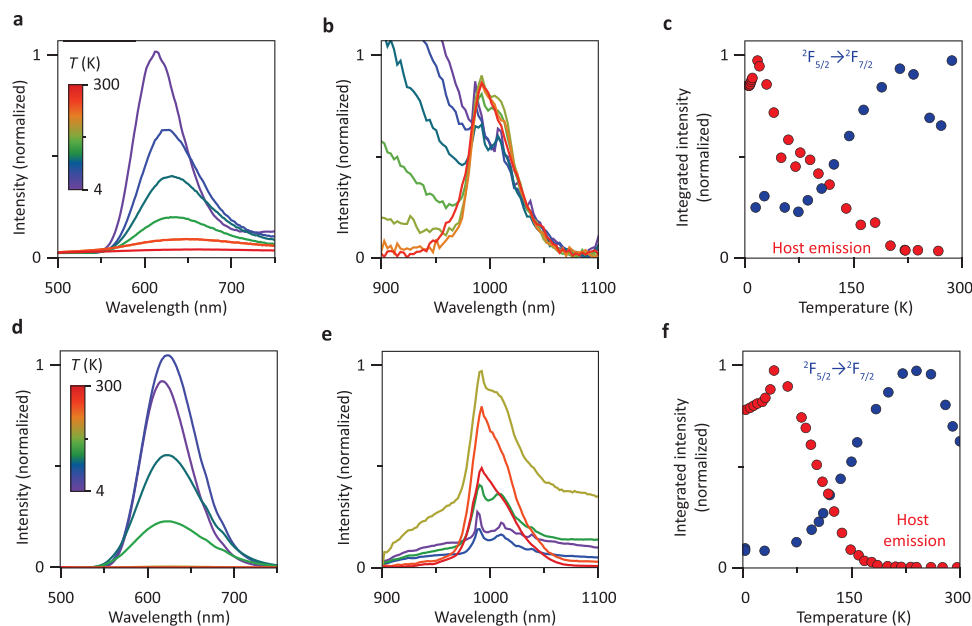 a
Intensity (normalized)
1
0
T (K)
300
4
500
600
700
Wavelength (nm)
b
Intensity (normalized)
1
0
900
1000
1100
Wavelength (nm)
c
Integrated intensity
(normalized)
1
0
²F₅/₂→²F₇/₂
Host emission
0
150
300
Temperature (K)
d
Intensity (normalized)
1
0
T (K)
300
4
500
600
700
Wavelength (nm)
e
Intensity (normalized)
1
0
900
1000
1100
Wavelength (nm)
f
Integrated intensity
(normalized)
1
0
²F₅/₂→²F₇/₂
Host
emission
0
150
300
Temperature (K)